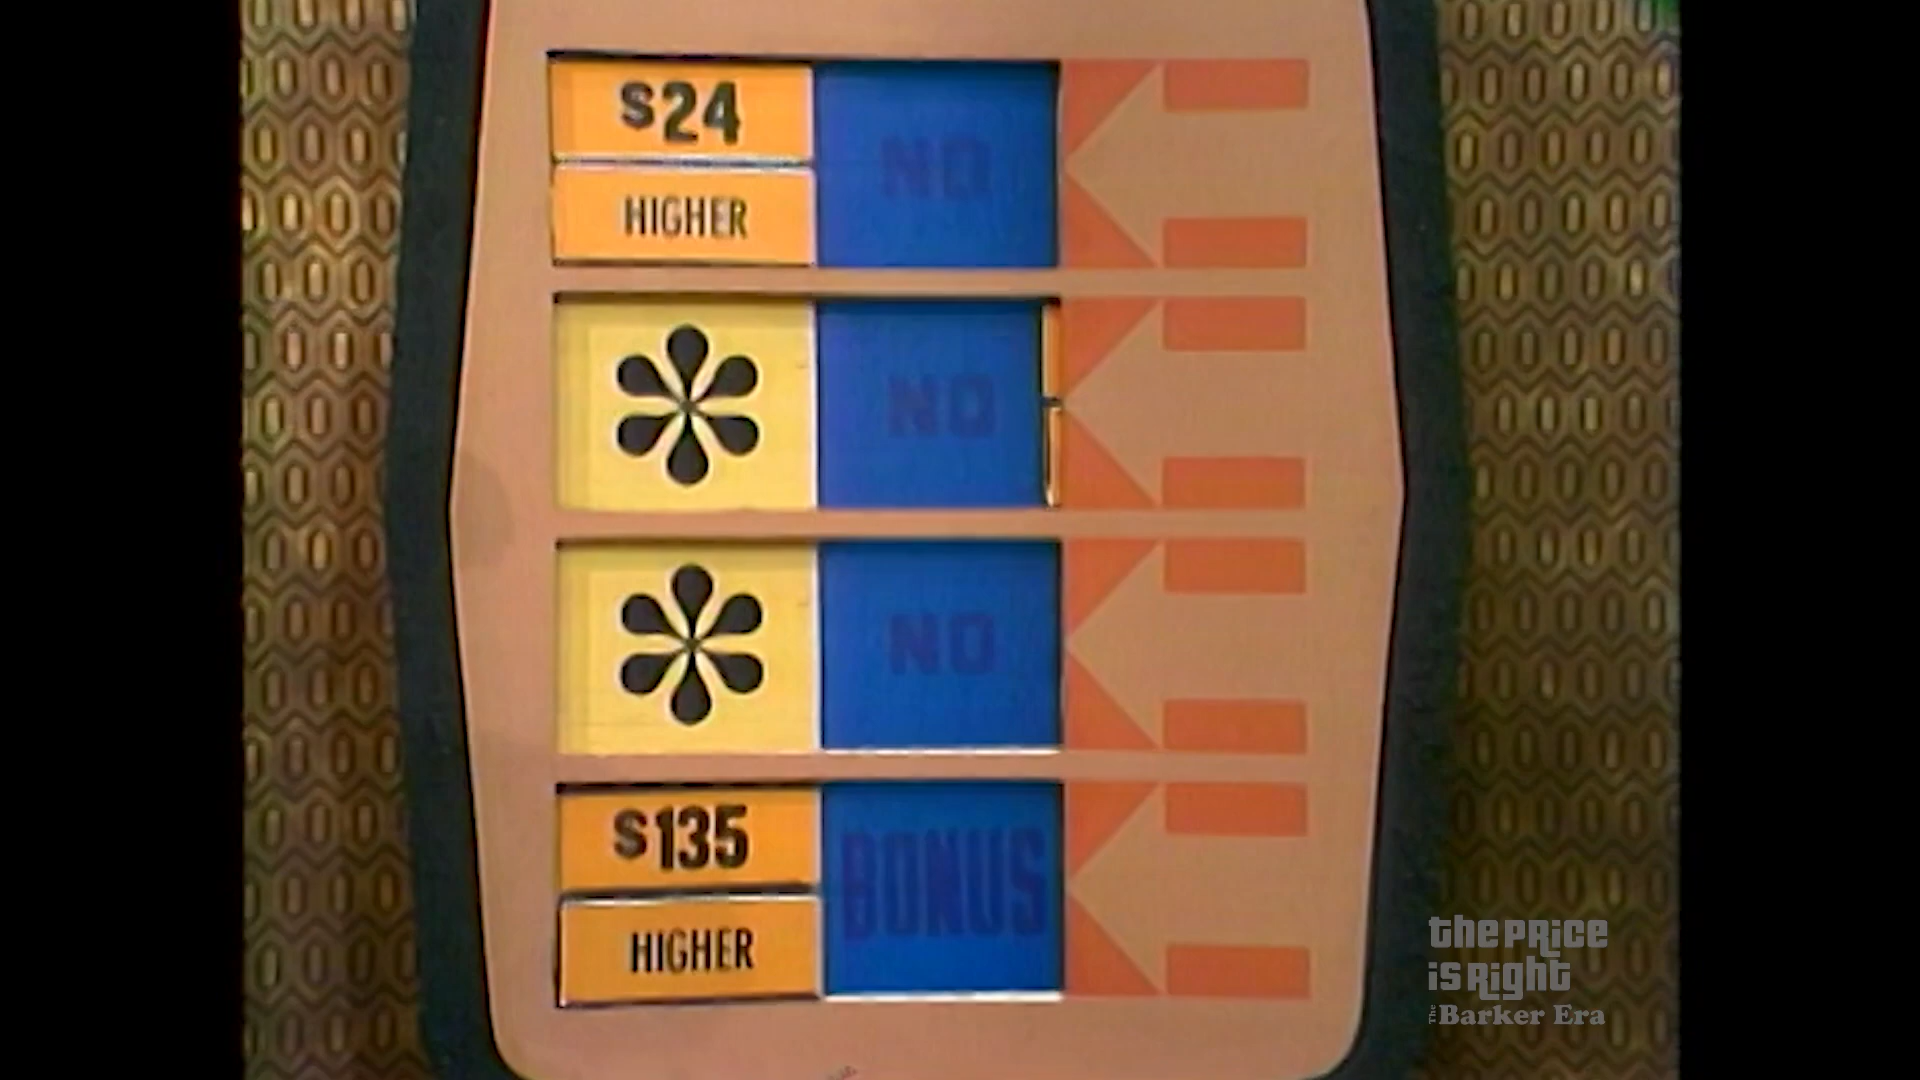 $24
NO
HIGHER
NO
NO
$135
BONUS
HIGHER
the PRice
is Right
The Barker Era